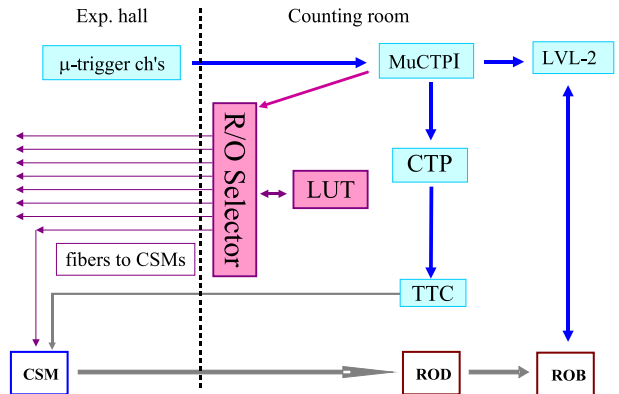 Exp. hall
Counting room
μ-trigger ch's
MuCTPI
LVL-2
R/O Selector
CTP
LUT
fibers to CSMs
TTC
CSM
ROD
ROB